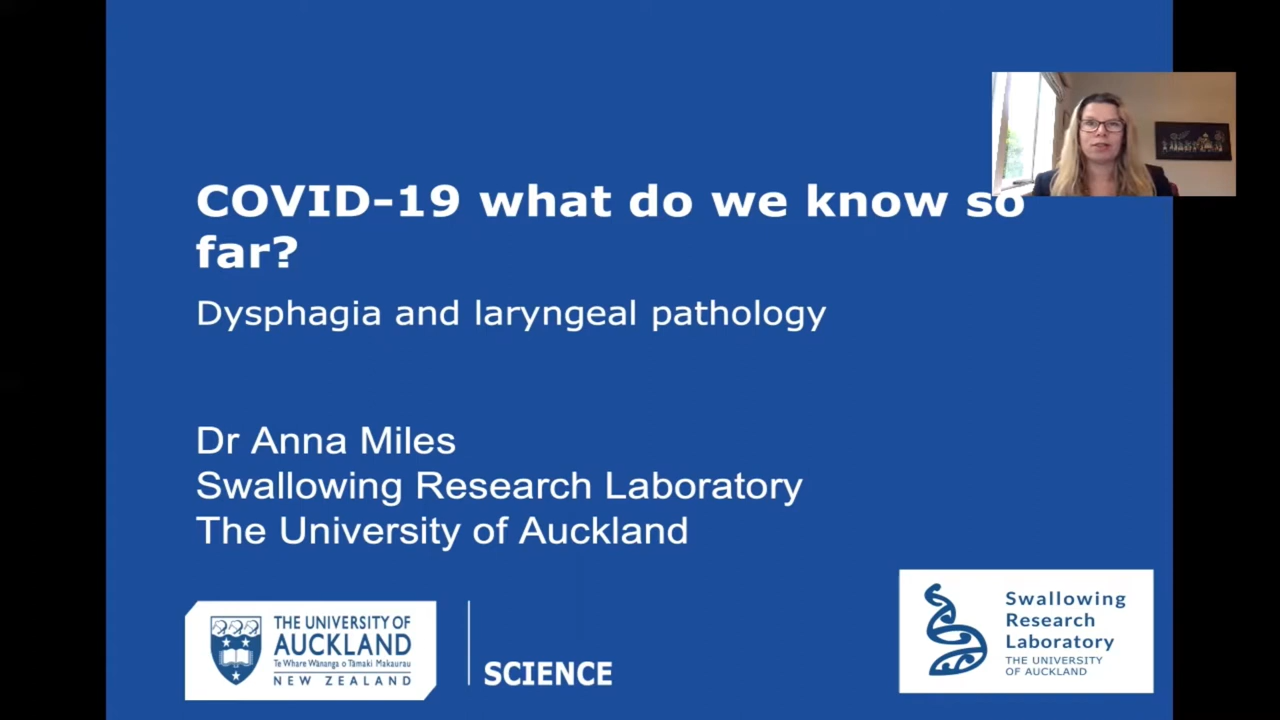 COVID-19 what do we know so
far?
Dysphagia and laryngeal pathology
Dr Anna Miles
Swallowing Research Laboratory
The University of Auckland
THE UNIVERSITY OF
AUCKLAND
Te Whare Wānanga o Tāmaki Makaurau
NEW ZEALAND
SCIENCE
Swallowing
Research
Laboratory
THE UNIVERSITY
OF AUCKLAND